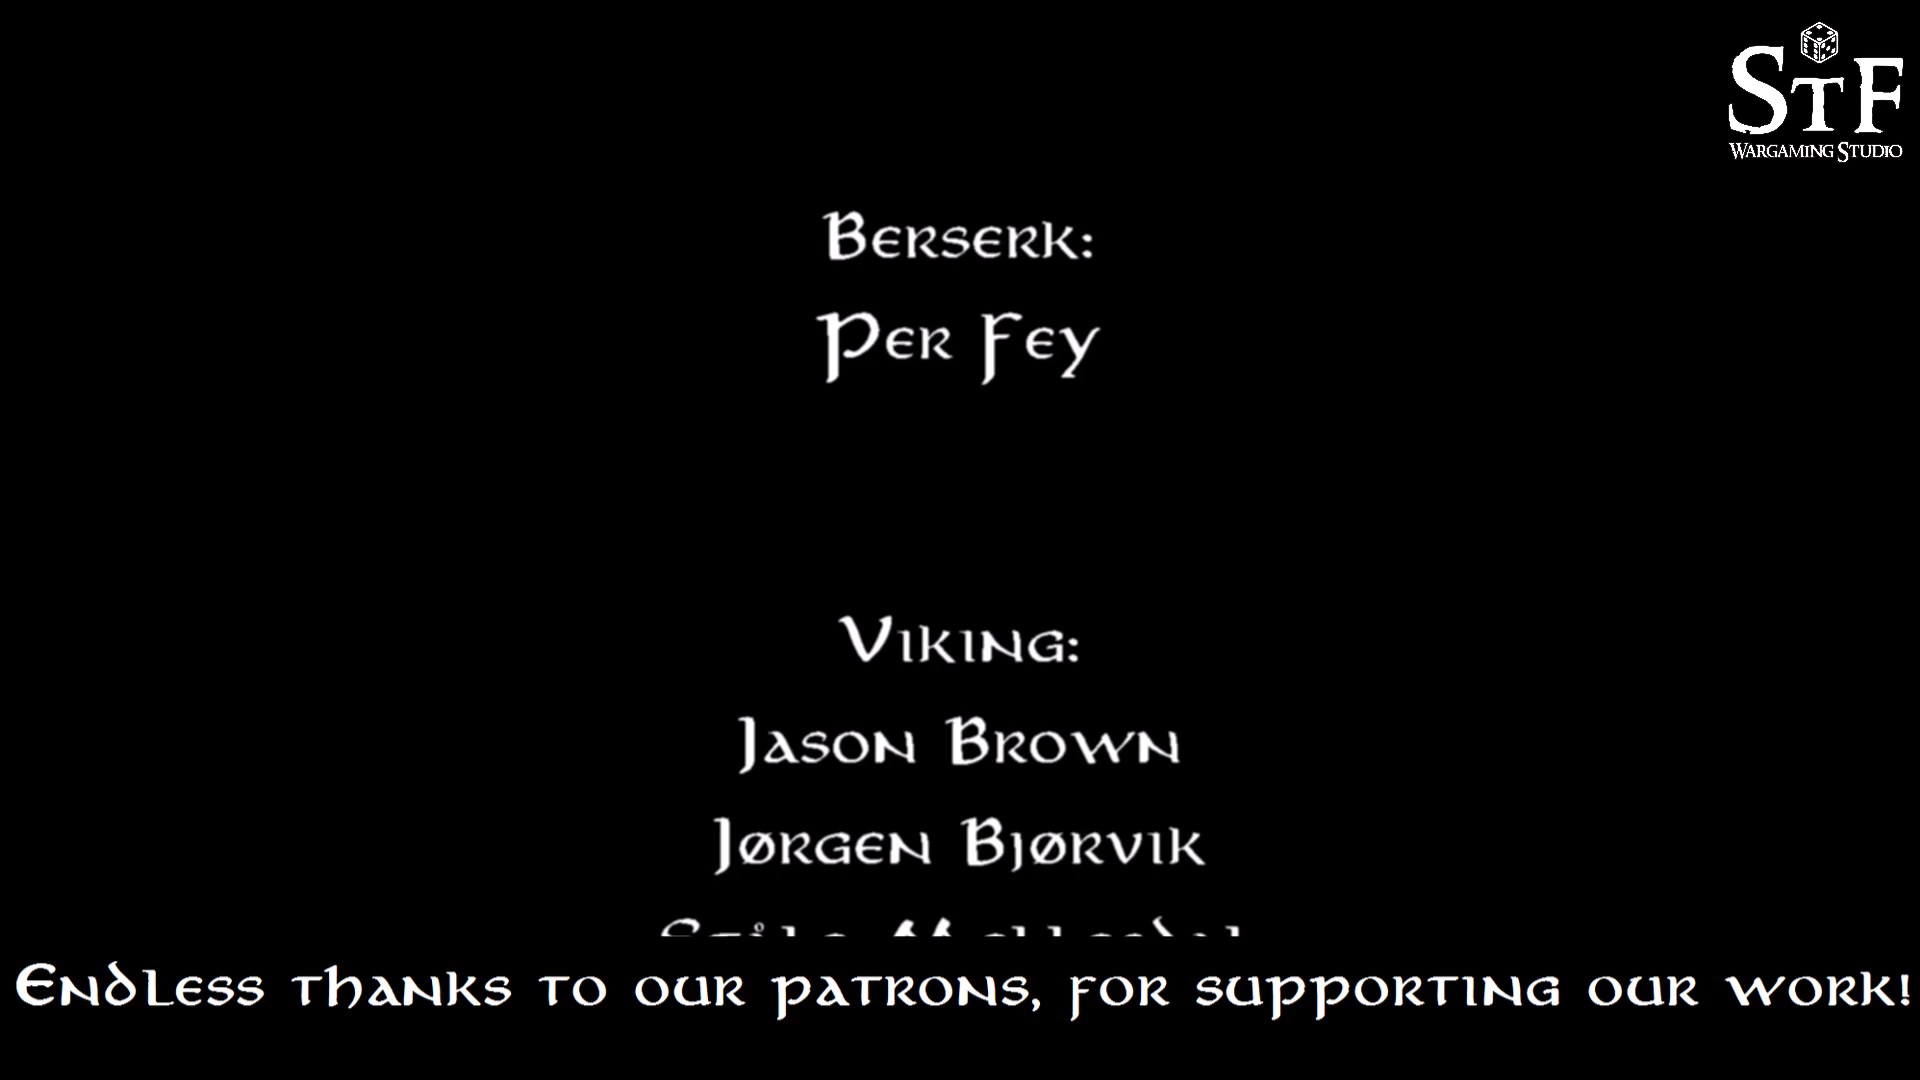 StF
Wargaming Studio
Berserk:
Per Fey
Viking:
Jason Brown
Jørgen Bjørvik
Endless thanks to our patrons, for supporting our work!